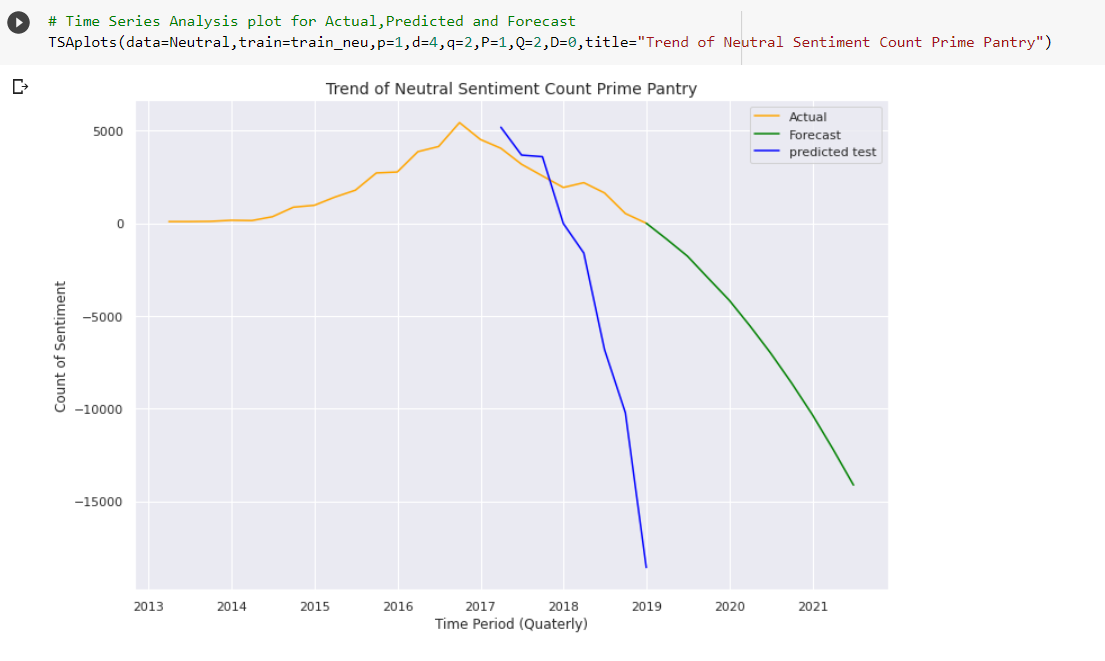 # Time Series Analysis plot for Actual,Predicted and Forecast
TSAplots(data=Neutral,train=train_neu,p=1,d=4,q=2,P=1,Q=2,D=0,title="Trend of Neutral Sentiment Count Prime Pantry")
Trend of Neutral Sentiment Count Prime Pantry
Actual
Forecast
predicted test
5000
0
−5000
−10000
−15000
Count of Sentiment
2013 2014 2015 2016 2017 2018 2019 2020 2021
Time Period (Quaterly)